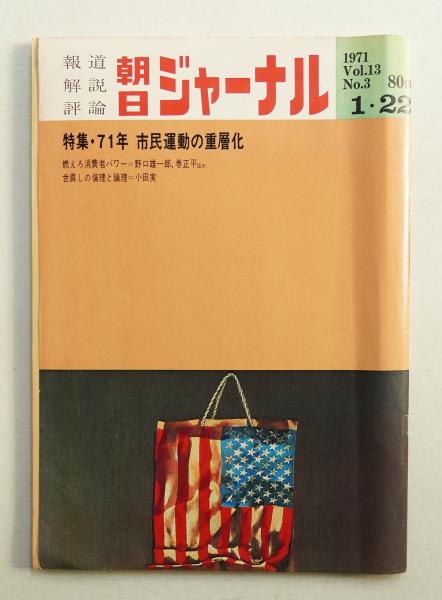 報道
解説
評論
朝日ジャーナル
1971
Vol.13
No.3
80円
1・22
特集・71年 市民運動の重層化
燃えろ消費者パワー=野口雄一郎、巻正平ほか
世直しの倫理と論理=小田実